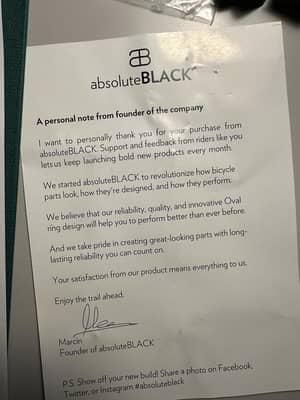 absoluteBLACK
A personal note from founder of the company
I want to personally thank you for your purchase from
absoluteBLACK. Support and feedback from riders like you
lets us keep launching bold new products every month.
We started absoluteBLACK to revolutionize how bicycle
parts look, how they're designed, and how they perform.
We believe that our reliability, quality, and innovative Oval
ring design will help you to perform better than ever before.
And we take pride in creating great-looking parts with long-
lasting reliability you can count on.
Your satisfaction from our product means everything to us.
Enjoy the trail ahead.
Marcin
Founder of absoluteBLACK
P.S. Show off your new build! Share a photo on Facebook,
Twitter, or Instagram #absoluteblack